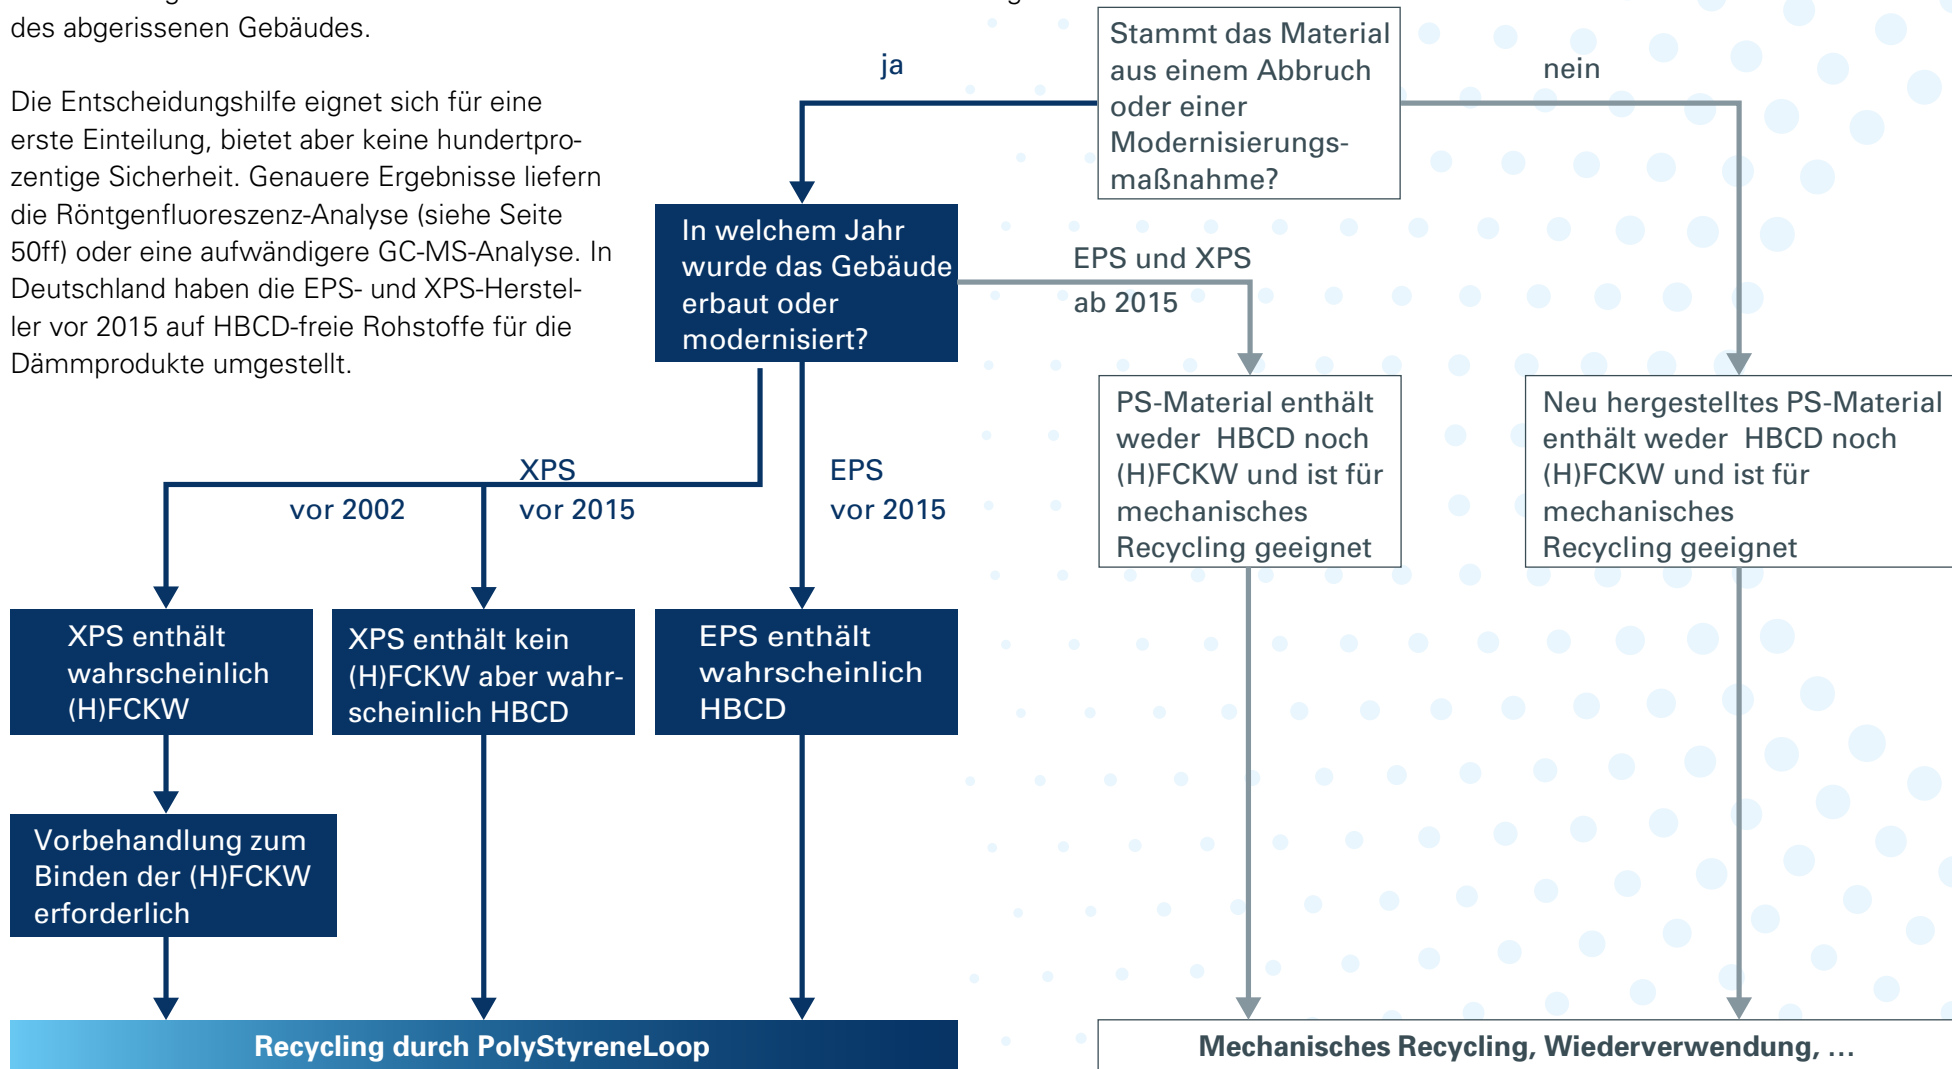 des abgerissenen Gebäudes.
Die Entscheidungshilfe eignet sich für eine
erste Einteilung, bietet aber keine hundertpro-
zentige Sicherheit. Genauere Ergebnisse liefern
die Röntgenfluoreszenz-Analyse (siehe Seite
50ff) oder eine aufwändigere GC-MS-Analyse. In
Deutschland haben die EPS- und XPS-Herstel-
ler vor 2015 auf HBCD-freie Rohstoffe für die
Dämmprodukte umgestellt.
Stammt das Material
aus einem Abbruch
oder einer
Modernisierungs-
maßnahme?
ja
nein
In welchem Jahr
wurde das Gebäude
erbaut oder
modernisiert?
EPS und XPS
ab 2015
PS-Material enthält
weder HBCD noch
(H)FCKW und ist für
mechanisches
Recycling geeignet
Neu hergestelltes PS-Material
enthält weder HBCD noch
(H)FCKW und ist für
mechanisches
Recycling geeignet
XPS
vor 2002
vor 2015
EPS
vor 2015
XPS enthält
wahrscheinlich
(H)FCKW
XPS enthält kein
(H)FCKW aber wahr-
scheinlich HBCD
EPS enthält
wahrscheinlich
HBCD
Vorbehandlung zum
Binden der (H)FCKW
erforderlich
Recycling durch PolyStyreneLoop
Mechanisches Recycling, Wiederverwendung, …